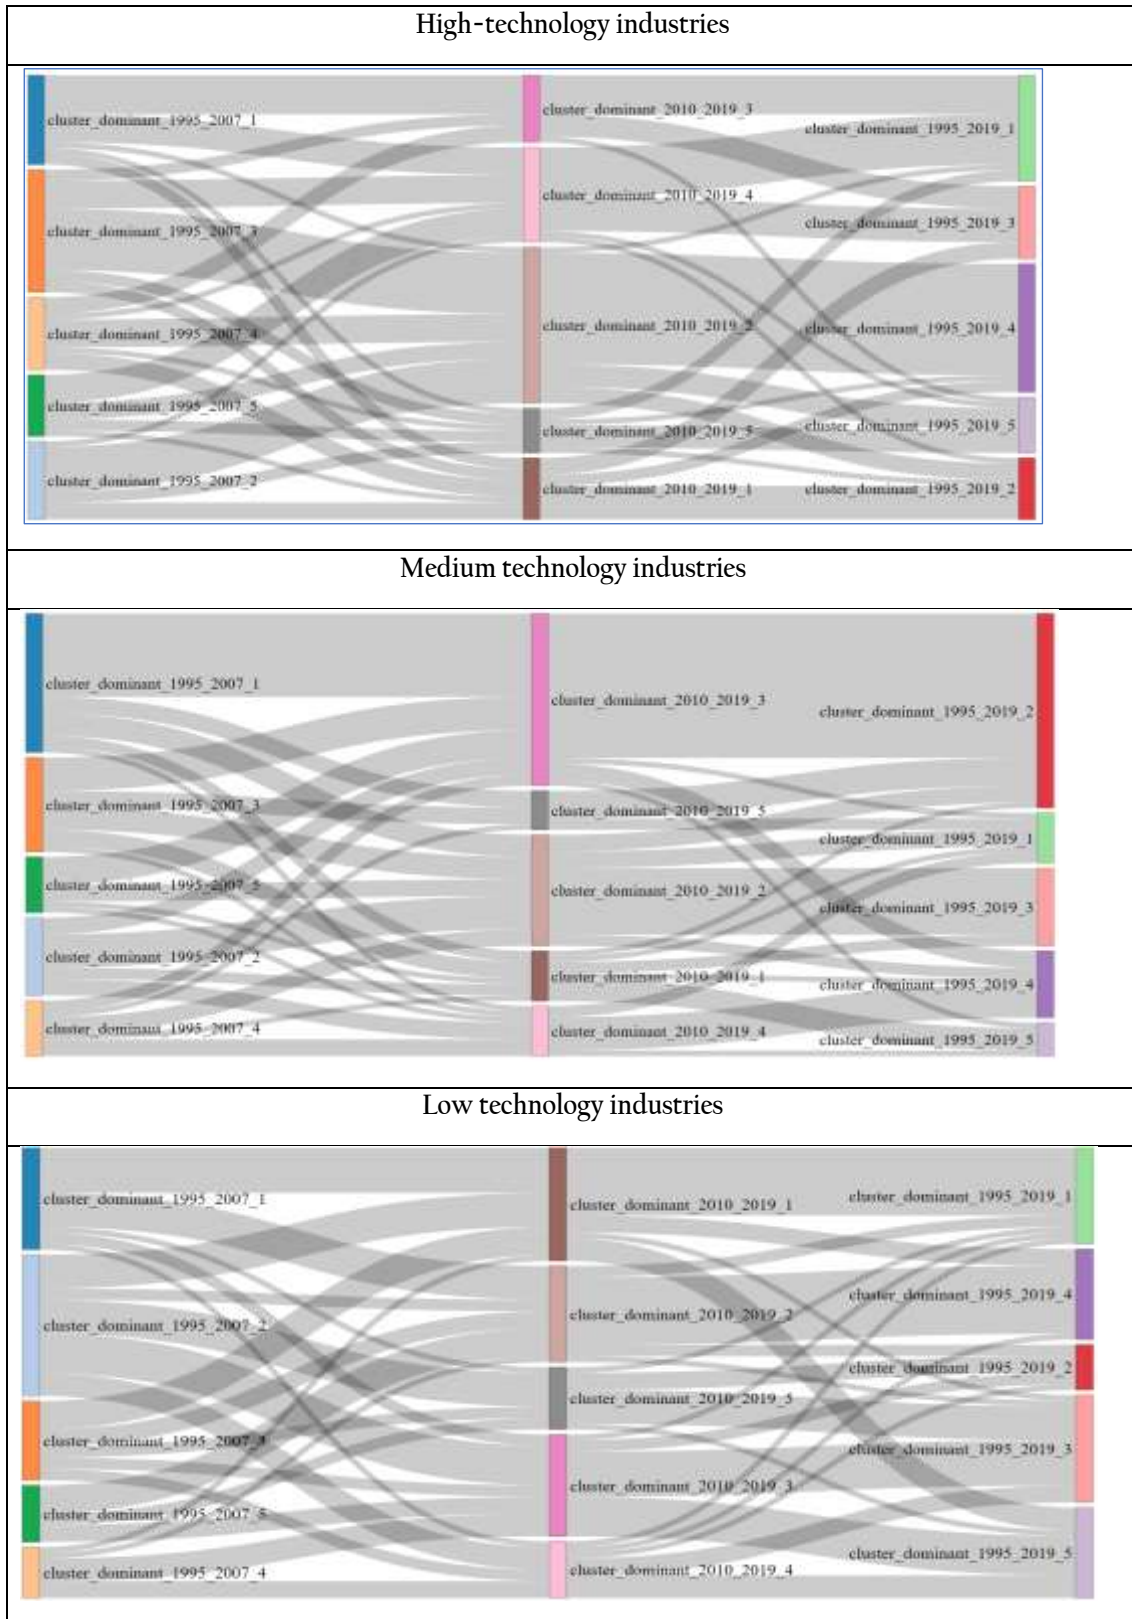 High-technology industries
cluster_dominant_1995_2007_1
cluster_dominant_1995_2007_3
cluster_dominant_1995_2007_4
cluster_dominant_1995_2007_5
cluster_dominant_1995_2007_2
cluster_dominant_2010_2019_3
cluster_dominant_2010_2019_4
cluster_dominant_2010_2019_2
cluster_dominant_2010_2019_5
cluster_dominant_2010_2019_1
cluster_dominant_1995_2019_1
cluster_dominant_1995_2019_3
cluster_dominant_1995_2019_4
cluster_dominant_1995_2019_5
cluster_dominant_1995_2019_2
Medium technology industries
cluster_dominant_1995_2007_1
cluster_dominant_1995_2007_3
cluster_dominant_1995_2007_5
cluster_dominant_1995_2007_2
cluster_dominant_1995_2007_4
cluster_dominant_2010_2019_3
cluster_dominant_2010_2019_5
cluster_dominant_2010_2019_2
cluster_dominant_2010_2019_1
cluster_dominant_2010_2019_4
cluster_dominant_1995_2019_2
cluster_dominant_1995_2019_1
cluster_dominant_1995_2019_3
cluster_dominant_1995_2019_4
cluster_dominant_1995_2019_5
Low technology industries
cluster_dominant_1995_2007_1
cluster_dominant_1995_2007_2
cluster_dominant_1995_2007_3
cluster_dominant_1995_2007_5
cluster_dominant_1995_2007_4
cluster_dominant_2010_2019_1
cluster_dominant_2010_2019_2
cluster_dominant_2010_2019_5
cluster_dominant_2010_2019_3
cluster_dominant_2010_2019_4
cluster_dominant_1995_2019_1
cluster_dominant_1995_2019_4
cluster_dominant_1995_2019_2
cluster_dominant_1995_2019_3
cluster_dominant_1995_2019_5